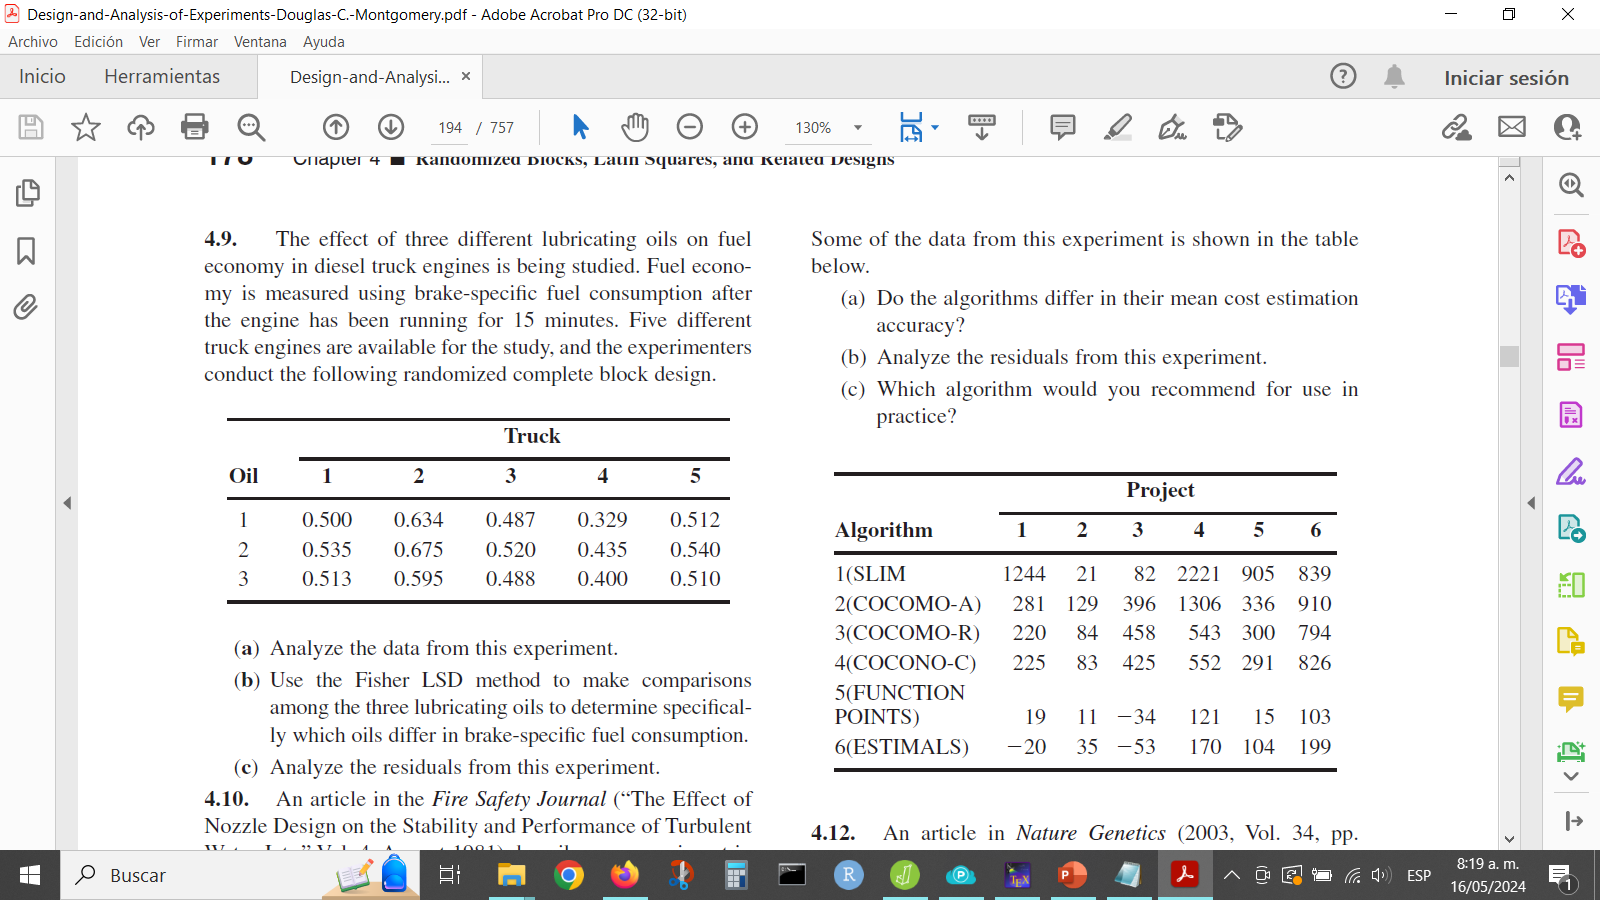 Design-and-Analysis-of-Experiments-Douglas-C.-Montgomery.pdf - Adobe Acrobat Pro DC (32-bit)
Archivo Edición Ver Firmar Ventana Ayuda
Inicio Herramientas Design-and-Analysi... × Iniciar sesión
194 / 757 130%
178 Chapter 4 ■ Randomized Blocks, Latin Squares, and Related Designs
4.9. The effect of three different lubricating oils on fuel
economy in diesel truck engines is being studied. Fuel econo-
my is measured using brake-specific fuel consumption after
the engine has been running for 15 minutes. Five different
truck engines are available for the study, and the experimenters
conduct the following randomized complete block design.
Truck
Oil 1 2 3 4 5
1 0.500 0.634 0.487 0.329 0.512
2 0.535 0.675 0.520 0.435 0.540
3 0.513 0.595 0.488 0.400 0.510
(a) Analyze the data from this experiment.
(b) Use the Fisher LSD method to make comparisons
among the three lubricating oils to determine specifical-
ly which oils differ in brake-specific fuel consumption.
(c) Analyze the residuals from this experiment.
4.10. An article in the Fire Safety Journal (“The Effect of
Nozzle Design on the Stability and Performance of Turbulent
Some of the data from this experiment is shown in the table
below.
(a) Do the algorithms differ in their mean cost estimation
accuracy?
(b) Analyze the residuals from this experiment.
(c) Which algorithm would you recommend for use in
practice?
Project
Algorithm 1 2 3 4 5 6
1(SLIM 1244 21 82 2221 905 839
2(COCOMO-A) 281 129 396 1306 336 910
3(COCOMO-R) 220 84 458 543 300 794
4(COCONO-C) 225 83 425 552 291 826
5(FUNCTION
POINTS) 19 11 −34 121 15 103
6(ESTIMALS) −20 35 −53 170 104 199
4.12. An article in Nature Genetics (2003, Vol. 34, pp.
Buscar
ESP
8:19 a. m.
16/05/2024
1